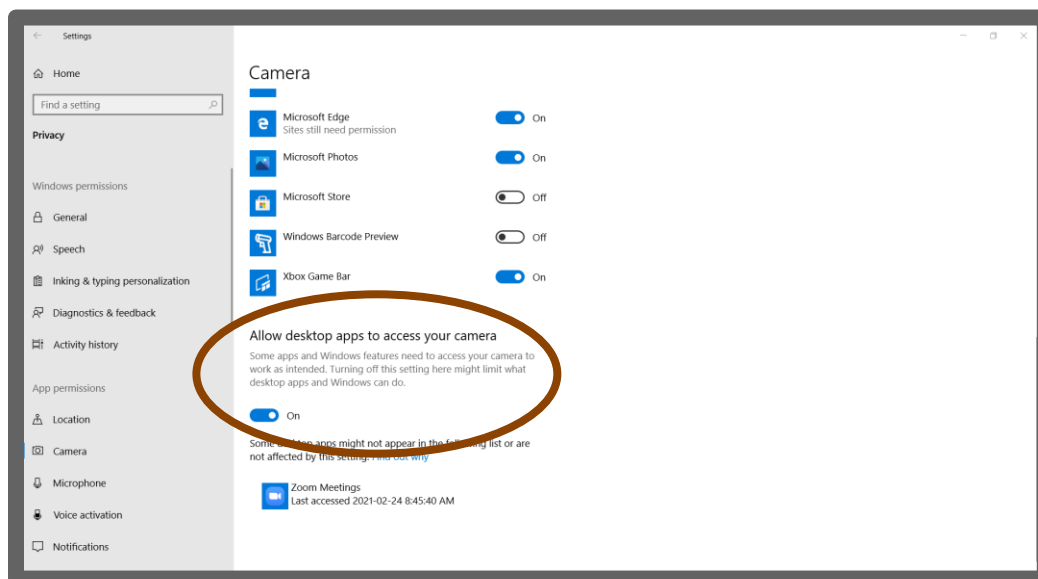 Settings
Home
Find a setting
Privacy
Windows permissions
General
Speech
Inking & typing personalization
Diagnostics & feedback
Activity history
App permissions
Location
Camera
Microphone
Voice activation
Notifications
Camera
Microsoft Edge
On
Sites still need permission
Microsoft Photos
On
Microsoft Store
Off
Windows Barcode Preview
Off
Xbox Game Bar
On
Allow desktop apps to access your camera
Some apps and Windows features need to access your camera to
work as intended. Turning off this setting here might limit what
desktop apps and Windows can do.
On
Some desktop apps might not appear in the following list or are
not affected by this setting. Find out why
Zoom Meetings
Last accessed 2021-02-24 8:45:40 AM